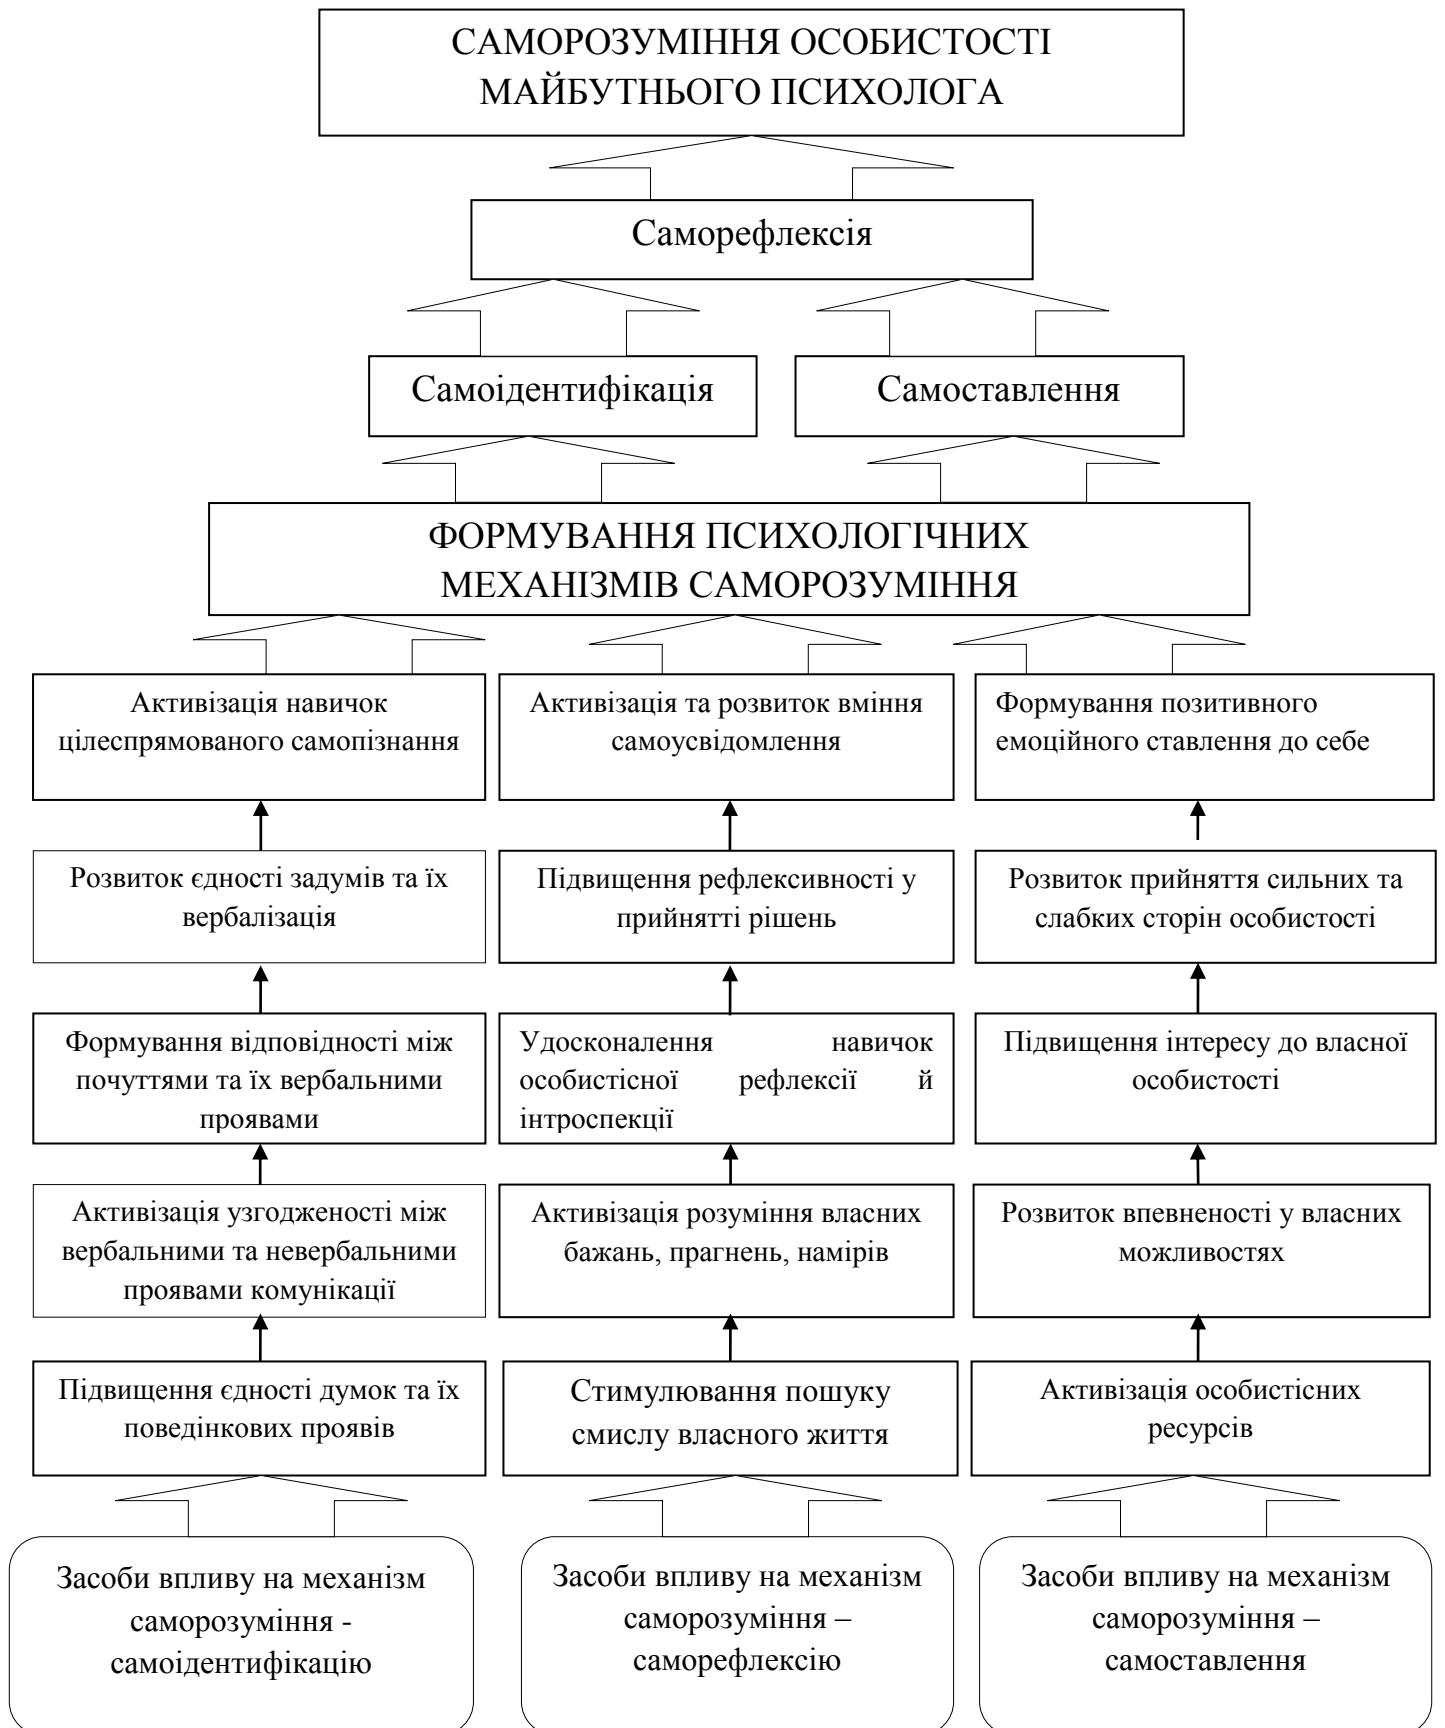 САМОРОЗУМІННЯ ОСОБИСТОСТІ
МАЙБУТНЬОГО ПСИХОЛОГА
Саморефлексія
Самоідентифікація
Самоставлення
ФОРМУВАННЯ ПСИХОЛОГІЧНИХ
МЕХАНІЗМІВ САМОРОЗУМІННЯ
Активізація навичок
цілеспрямованого самопізнання
Активізація та розвиток вміння
самоусвідомлення
Формування позитивного
емоційного ставлення до себе
Розвиток єдності задумів та їх
вербалізація
Підвищення рефлексивності у
прийнятті рішень
Розвиток прийняття сильних та
слабких сторін особистості
Формування відповідності між
почуттями та їх вербальними
проявами
Удосконалення навичок
особистісної рефлексії й
інтроспекції
Підвищення інтересу до власної
особистості
Активізація узгодженості між
вербальними та невербальними
проявами комунікації
Активізація розуміння власних
бажань, прагнень, намірів
Розвиток впевненості у власних
можливостях
Підвищення єдності думок та їх
поведінкових проявів
Стимулювання пошуку
смислу власного життя
Активізація особистісних
ресурсів
Засоби впливу на механізм
саморозуміння -
самоідентифікацію
Засоби впливу на механізм
саморозуміння –
саморефлексію
Засоби впливу на механізм
саморозуміння –
самоставлення